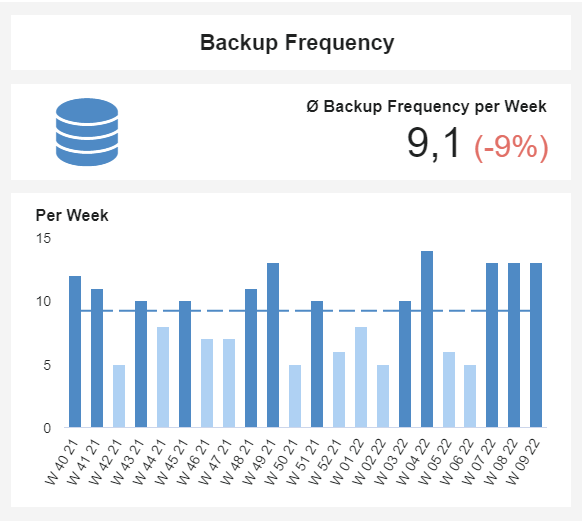 Backup Frequency
Ø Backup Frequency per Week
9,1 (-9%)
Per Week
15
10
5
0
W 40 21
W 41 21
W 42 21
W 43 21
W 44 21
W 45 21
W 46 21
W 47 21
W 48 21
W 49 21
W 50 21
W 51 21
W 52 21
W 01 22
W 02 22
W 03 22
W 04 22
W 05 22
W 06 22
W 07 22
W 08 22
W 09 22